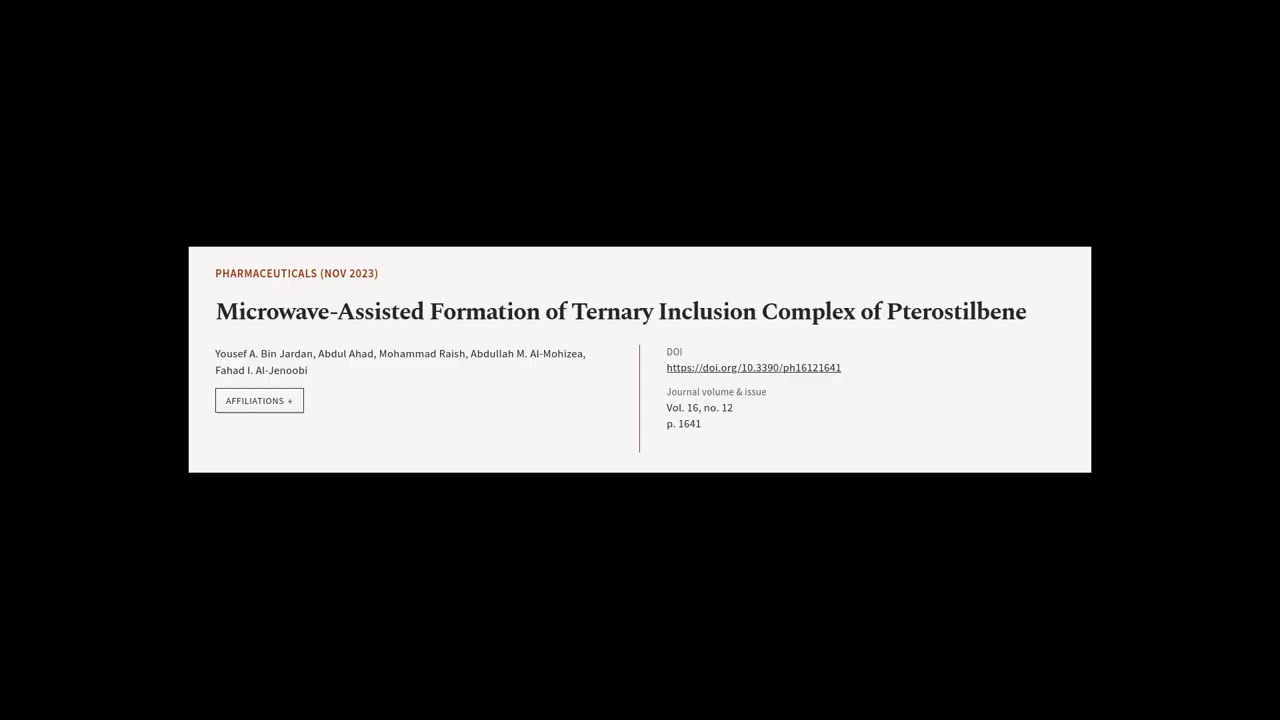 PHARMACEUTICALS (NOV 2023)
Microwave-Assisted Formation of Ternary Inclusion Complex of Pterostilbene
Yousef A. Bin Jardan, Abdul Ahad, Mohammad Raish, Abdullah M. Al-Mohizea,
Fahad I. Al-Jenoobi
AFFILIATIONS +
DOI
https://doi.org/10.3390/ph16121641
Journal volume & issue
Vol. 16, no. 12
p. 1641